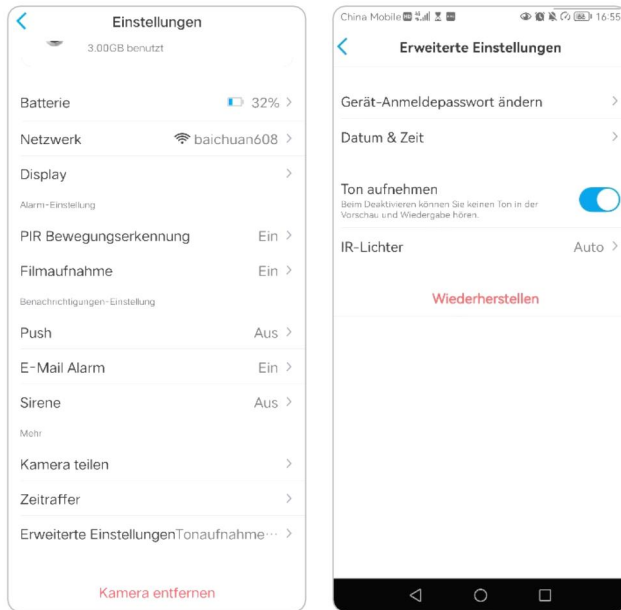 Einstellungen
3.00GB benutzt
Batterie 32%
Netzwerk baichuan608
Display
Alarm-Einstellung
PIR Bewegungserkennung Ein
Filmaufnahme Ein
Benachrichtigungen-Einstellung
Push Aus
E-Mail Alarm Ein
Sirene Aus
Mehr
Kamera teilen
Zeitraffer
Erweiterte Einstellungen Tonaufnahme...
Kamera entfernen
China Mobile 16:55
Erweiterte Einstellungen
Gerät-Anmeldepasswort ändern
Datum & Zeit
Ton aufnehmen
Beim Deaktivieren können Sie keinen Ton in der
Vorschau und Wiedergabe hören.
IR-Lichter Auto
Wiederherstellen